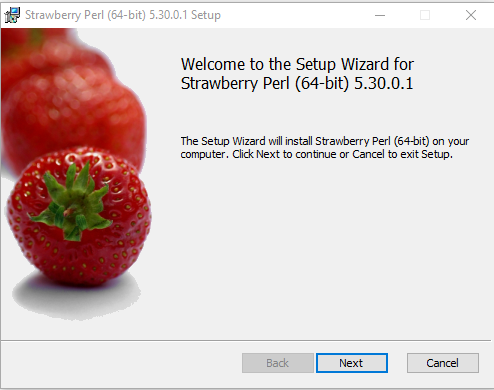 Strawberry Perl (64-bit) 5.30.0.1 Setup
Welcome to the Setup Wizard for
Strawberry Perl (64-bit) 5.30.0.1
The Setup Wizard will install Strawberry Perl (64-bit) on your
computer. Click Next to continue or Cancel to exit Setup.
Back
Next
Cancel